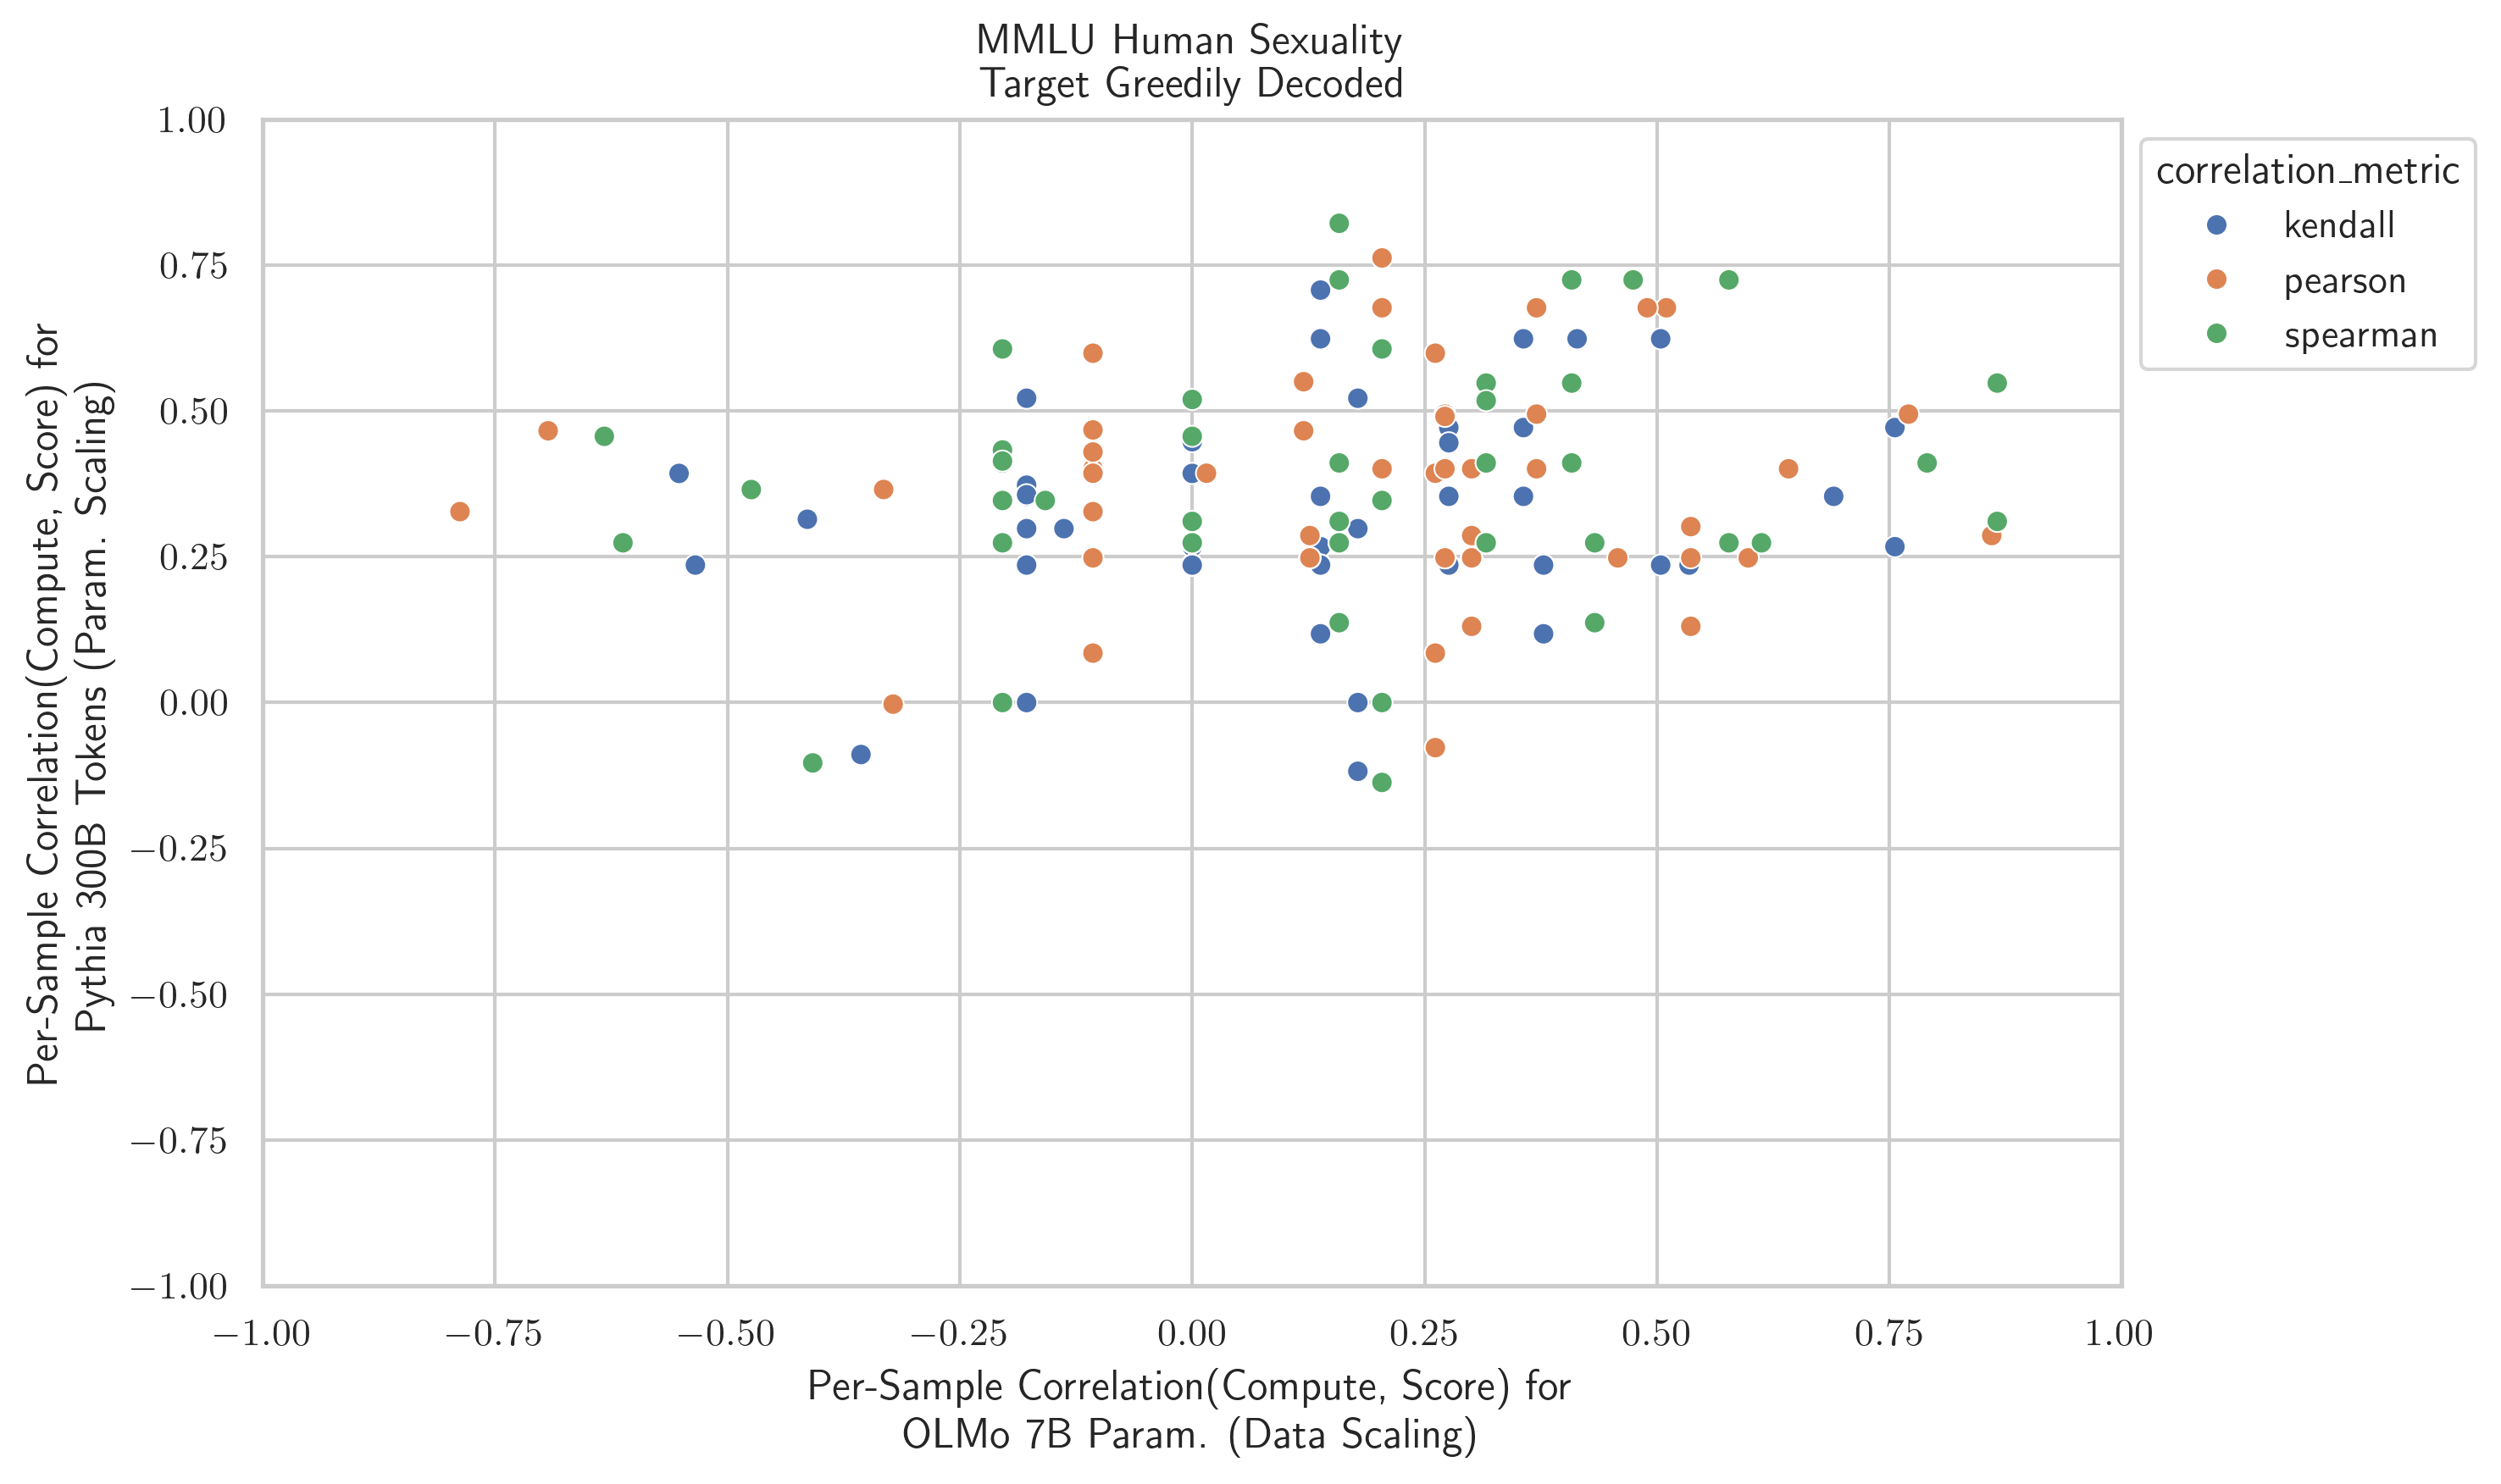 MMLU Human Sexuality
Target Greedily Decoded
1.00
0.75
0.50
0.25
0.00
−0.25
−0.50
−0.75
−1.00
Per-Sample Correlation(Compute, Score) for
Pythia 300B Tokens (Param. Scaling)
−1.00 −0.75 −0.50 −0.25 0.00 0.25 0.50 0.75 1.00
Per-Sample Correlation(Compute, Score) for
OLMo 7B Param. (Data Scaling)
correlation_metric
kendall
pearson
spearman